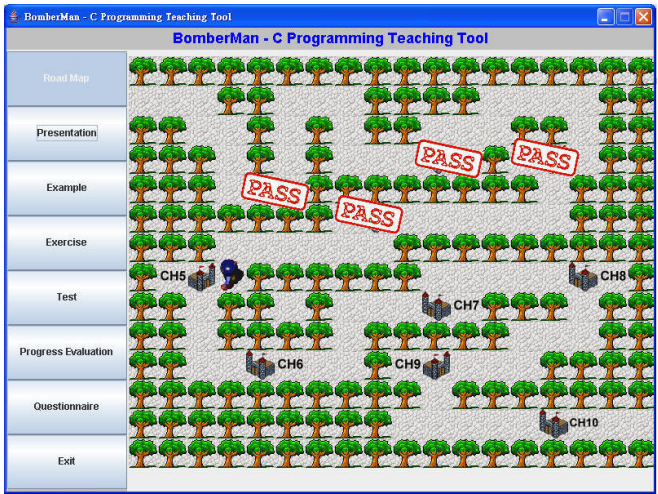 BomberMan - C Programming Teaching Tool
BomberMan - C Programming Teaching Tool
Road Map
Presentation
Example
Exercise
Test
Progress Evaluation
Questionnaire
Exit
PASS
PASS
PASS
PASS
CH5
CH8
CH7
CH6
CH9
CH10